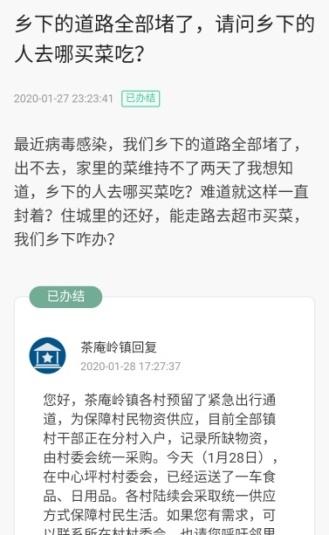 乡下的道路全部堵了，请问乡下的
人去哪买菜吃？
2020-01-27 23:23:41 已办结
最近病毒感染，我们乡下的道路全部堵了，
出不去，家里的菜维持不了两天了我想知
道，乡下的人去哪买菜吃？难道就这样一直
封着？住城里的还好，能走路去超市买菜，
我们乡下咋办？
已办结
茶庵岭镇回复
2020-01-28 17:27:37
您好，茶庵岭镇各村预留了紧急出行通
道，为保障村民物资供应，目前全部镇
村干部正在分村入户，记录所缺物资，
由村委会统一采购。今天（1月28日），
在中心坪村村委会，已经运送了一车食
品、日用品。各村陆续会采取统一供应
方式保障村民生活。如果您有需求，可
以联系所在村村委会，也请您呼吁邻里